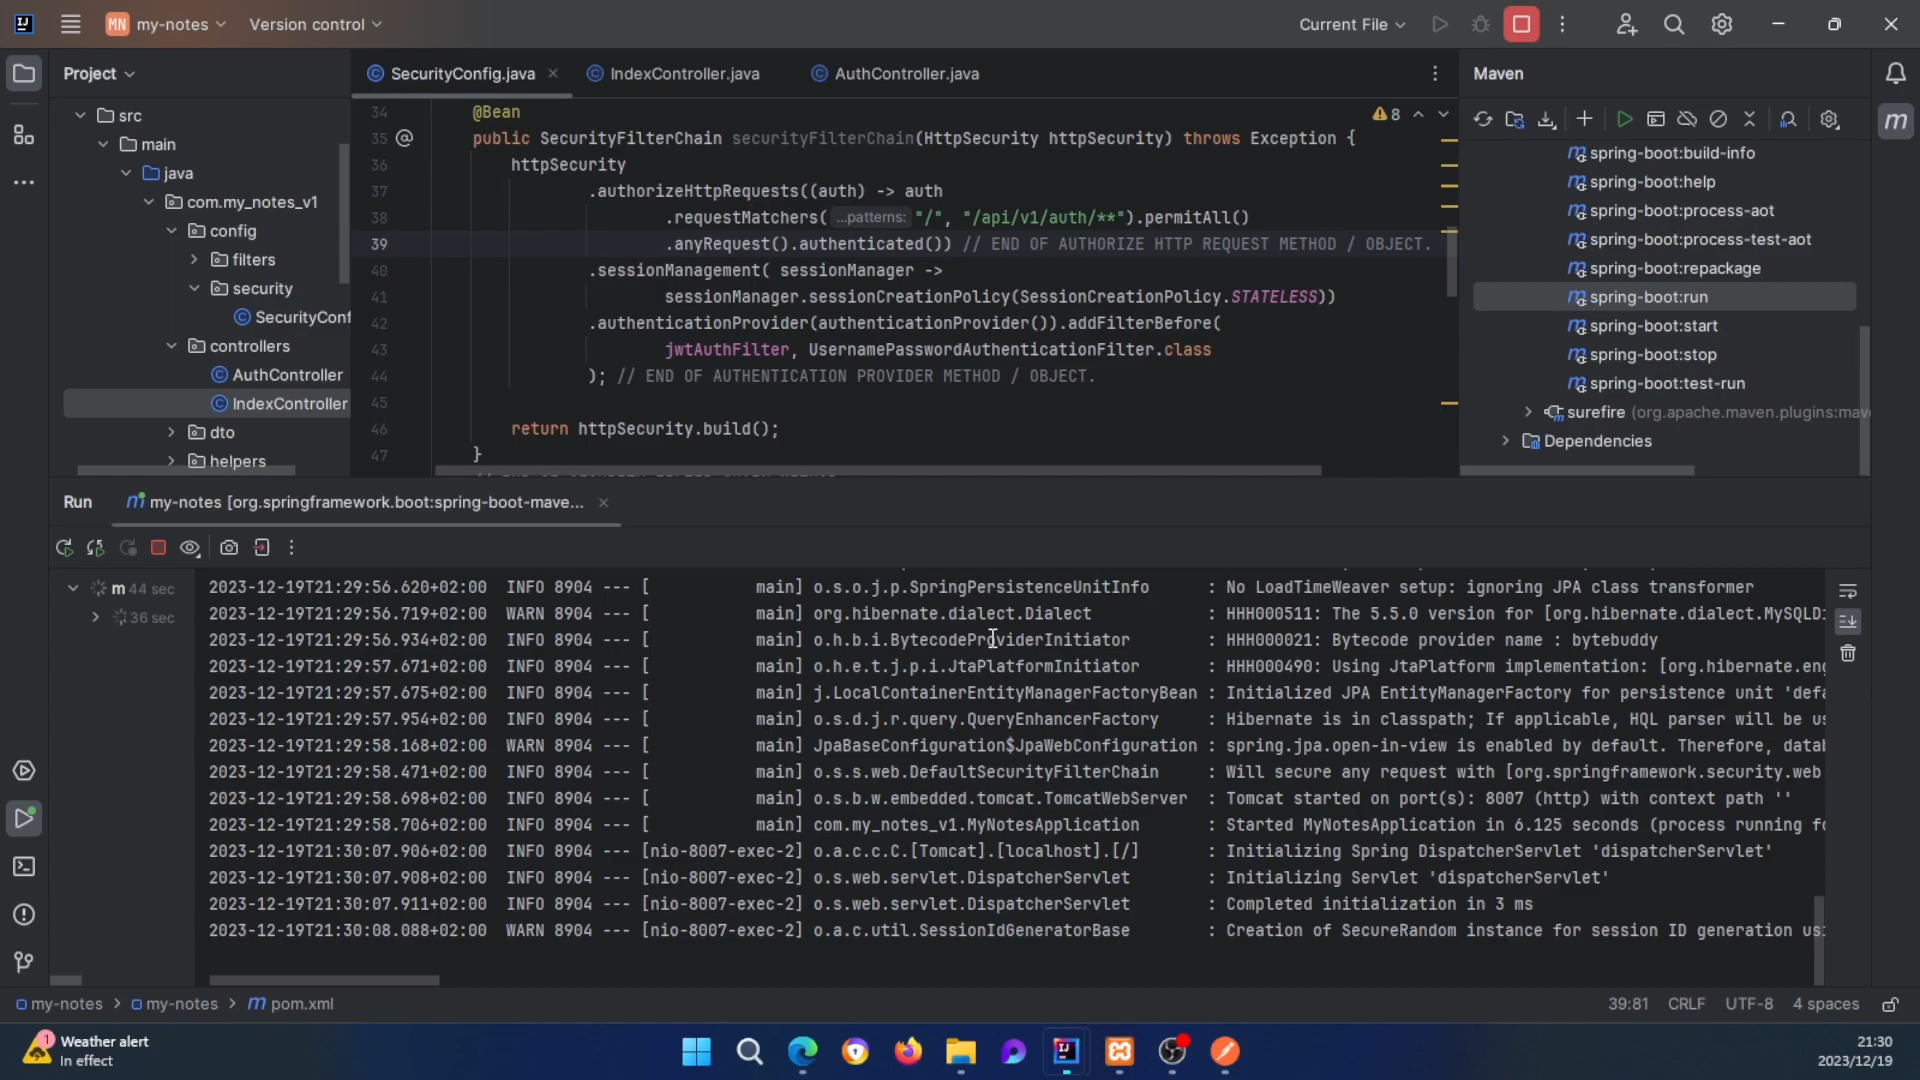 MN my-notes Version control Current File
Project SecurityConfig.java IndexController.java AuthController.java Maven
src
main
java
com.my_notes_v1
config
filters
security
SecurityConf
controllers
AuthController
IndexController
dto
helpers
34 @Bean
35 public SecurityFilterChain securityFilterChain(HttpSecurity httpSecurity) throws Exception {
36 httpSecurity
37 .authorizeHttpRequests((auth) -> auth
38 .requestMatchers( ...patterns: "/", "/api/v1/auth/**").permitAll()
39 .anyRequest().authenticated()) // END OF AUTHORIZE HTTP REQUEST METHOD / OBJECT.
40 .sessionManagement( sessionManager ->
41 sessionManager.sessionCreationPolicy(SessionCreationPolicy.STATELESS))
42 .authenticationProvider(authenticationProvider()).addFilterBefore(
43 jwtAuthFilter, UsernamePasswordAuthenticationFilter.class
44 ); // END OF AUTHENTICATION PROVIDER METHOD / OBJECT.
45
46 return httpSecurity.build();
47 }
8
spring-boot:build-info
spring-boot:help
spring-boot:process-aot
spring-boot:process-test-aot
spring-boot:repackage
spring-boot:run
spring-boot:start
spring-boot:stop
spring-boot:test-run
surefire (org.apache.maven.plugins:mav
Dependencies
Run my-notes [org.springframework.boot:spring-boot-mave...
m 44 sec
36 sec
2023-12-19T21:29:56.620+02:00 INFO 8904 --- [ main] o.s.o.j.p.SpringPersistenceUnitInfo : No LoadTimeWeaver setup: ignoring JPA class transformer
2023-12-19T21:29:56.719+02:00 WARN 8904 --- [ main] org.hibernate.dialect.Dialect : HHH000511: The 5.5.0 version for [org.hibernate.dialect.MySQLDi
2023-12-19T21:29:56.934+02:00 INFO 8904 --- [ main] o.h.b.i.BytecodeProviderInitiator : HHH000021: Bytecode provider name : bytebuddy
2023-12-19T21:29:57.671+02:00 INFO 8904 --- [ main] o.h.e.t.j.p.i.JtaPlatformInitiator : HHH000490: Using JtaPlatform implementation: [org.hibernate.eng
2023-12-19T21:29:57.675+02:00 INFO 8904 --- [ main] j.LocalContainerEntityManagerFactoryBean : Initialized JPA EntityManagerFactory for persistence unit 'defa
2023-12-19T21:29:57.954+02:00 INFO 8904 --- [ main] o.s.d.j.r.query.QueryEnhancerFactory : Hibernate is in classpath; If applicable, HQL parser will be us
2023-12-19T21:29:58.168+02:00 WARN 8904 --- [ main] JpaBaseConfiguration$JpaWebConfiguration : spring.jpa.open-in-view is enabled by default. Therefore, datab
2023-12-19T21:29:58.471+02:00 INFO 8904 --- [ main] o.s.s.web.DefaultSecurityFilterChain : Will secure any request with [org.springframework.security.web
2023-12-19T21:29:58.698+02:00 INFO 8904 --- [ main] o.s.b.w.embedded.tomcat.TomcatWebServer : Tomcat started on port(s): 8007 (http) with context path ''
2023-12-19T21:29:58.706+02:00 INFO 8904 --- [ main] com.my_notes_v1.MyNotesApplication : Started MyNotesApplication in 6.125 seconds (process running fo
2023-12-19T21:30:07.906+02:00 INFO 8904 --- [nio-8007-exec-2] o.a.c.c.C.[Tomcat].[localhost].[/] : Initializing Spring DispatcherServlet 'dispatcherServlet'
2023-12-19T21:30:07.908+02:00 INFO 8904 --- [nio-8007-exec-2] o.s.web.servlet.DispatcherServlet : Initializing Servlet 'dispatcherServlet'
2023-12-19T21:30:07.911+02:00 INFO 8904 --- [nio-8007-exec-2] o.s.web.servlet.DispatcherServlet : Completed initialization in 3 ms
2023-12-19T21:30:08.088+02:00 WARN 8904 --- [nio-8007-exec-2] o.a.c.util.SessionIdGeneratorBase : Creation of SecureRandom instance for session ID generation usi
my-notes > my-notes > m pom.xml 39:81 CRLF UTF-8 4 spaces
1 Weather alert
In effect
21:30
2023/12/19